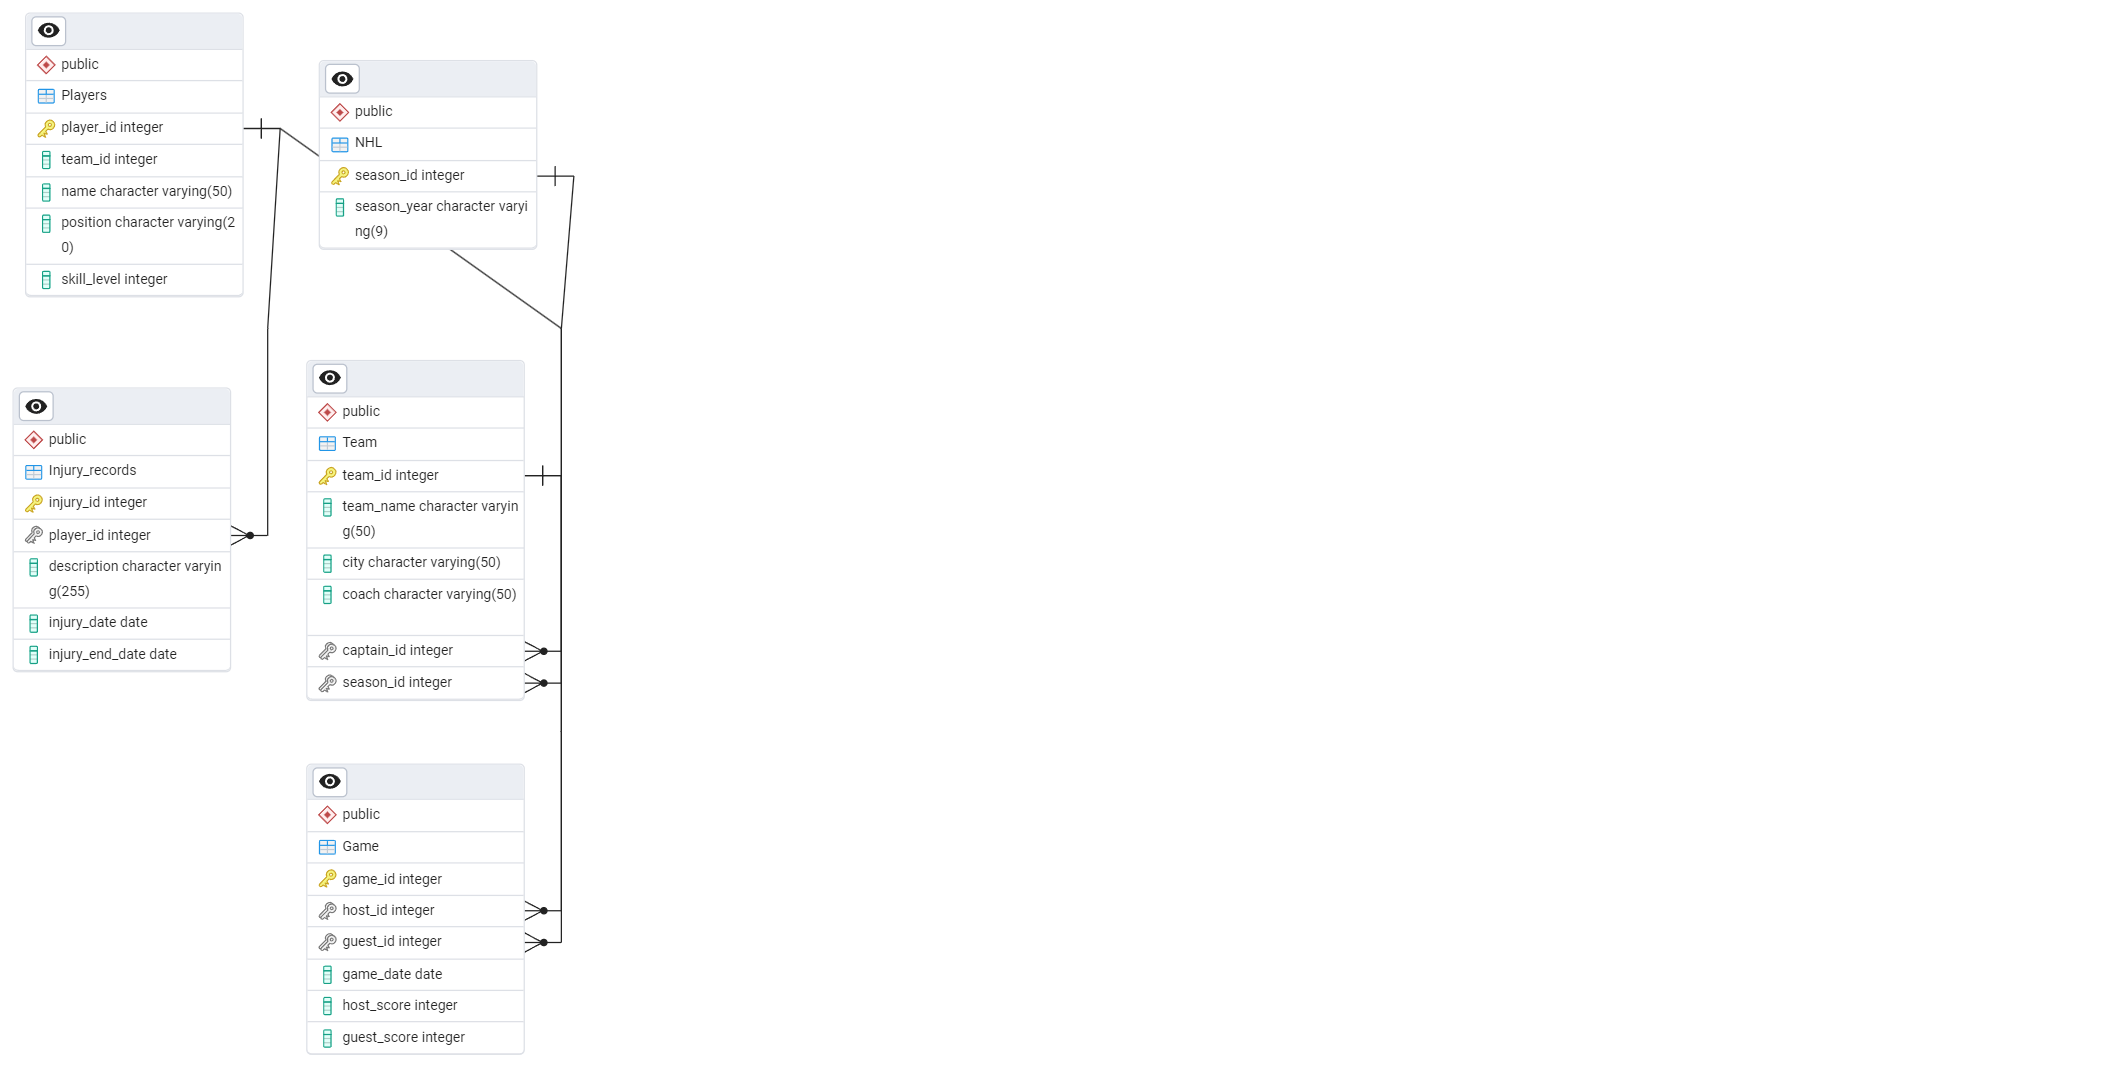 public
Players
player_id integer
team_id integer
name character varying(50)
position character varying(2
0)
skill_level integer
public
NHL
season_id integer
season_year character varyi
ng(9)
public
Injury_records
injury_id integer
player_id integer
description character varyin
g(255)
injury_date date
injury_end_date date
public
Team
team_id integer
team_name character varyin
g(50)
city character varying(50)
coach character varying(50)
captain_id integer
season_id integer
public
Game
game_id integer
host_id integer
guest_id integer
game_date date
host_score integer
guest_score integer